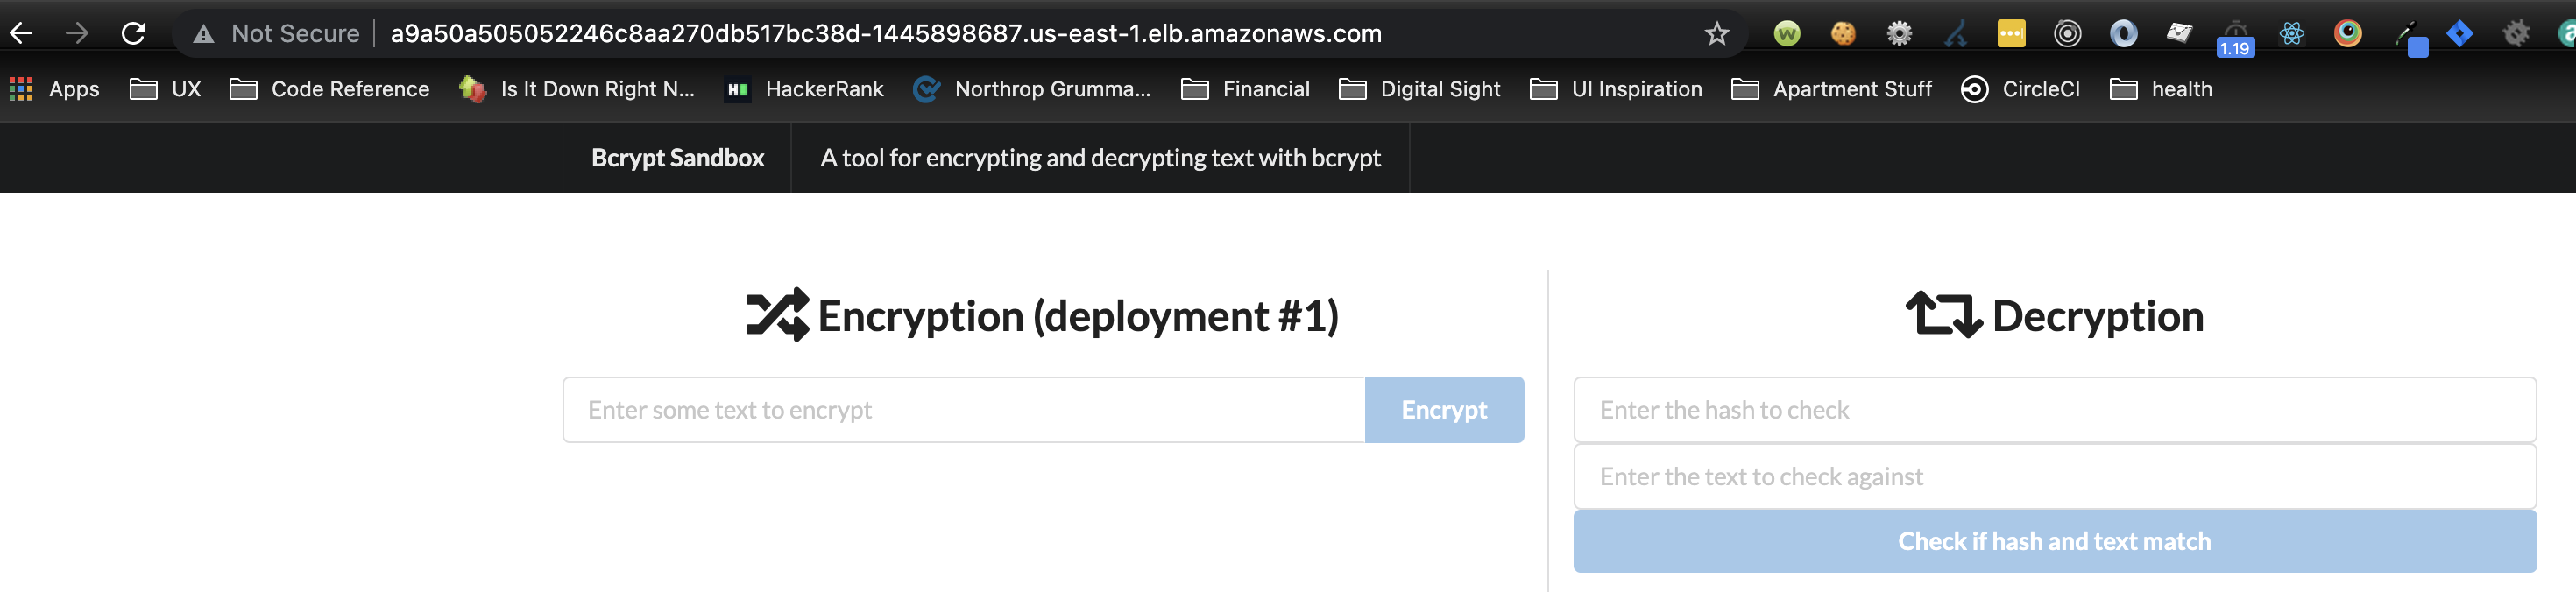 Not Secure a9a50a505052246c8aa270db517bc38d-1445898687.us-east-1.elb.amazonaws.com
1.19
Apps UX Code Reference Is It Down Right N... HackerRank Northrop Grumma... Financial Digital Sight UI Inspiration Apartment Stuff CircleCI health
Bcrypt Sandbox A tool for encrypting and decrypting text with bcrypt
Encryption (deployment #1)
Enter some text to encrypt Encrypt
Decryption
Enter the hash to check
Enter the text to check against
Check if hash and text match